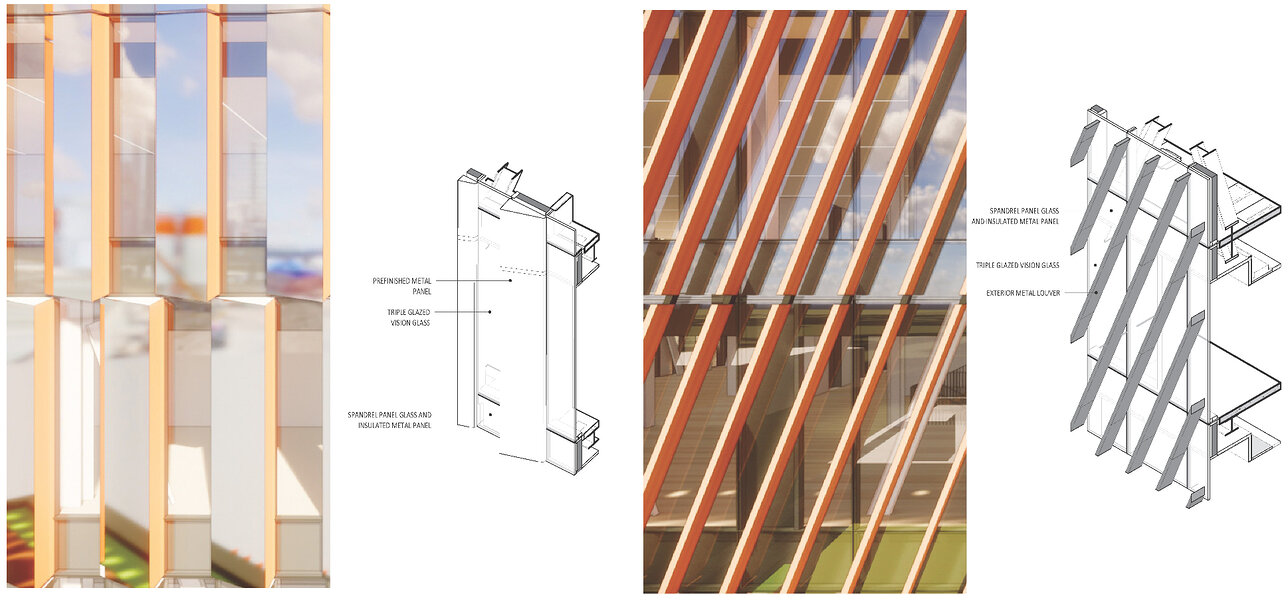 PREFINISHED METAL
PANEL
TRIPLE GLAZED
VISION GLASS
SPANDREL PANEL GLASS AND
INSULATED METAL PANEL
SPANDREL PANEL GLASS
AND INSULATED METAL PANEL
TRIPLE GLAZED VISION GLASS
EXTERIOR METAL LOUVER